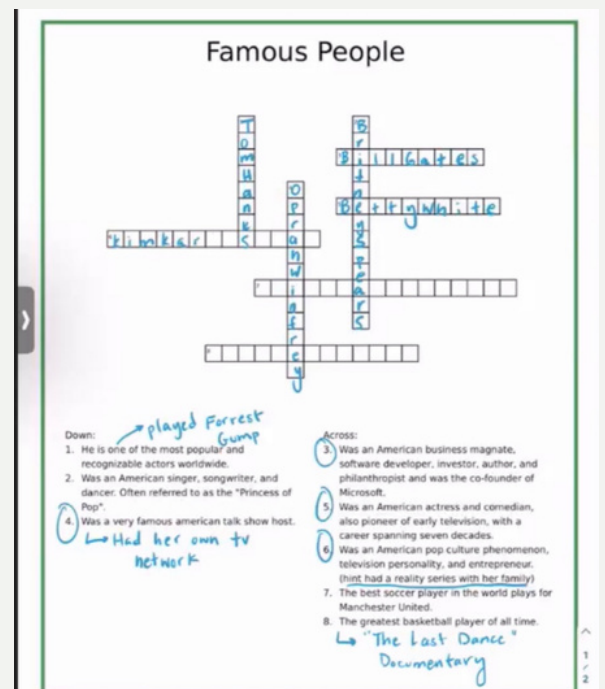 Famous People
TomHanks
BritneySpears
BillGates
OprahWinfrey
BettyWhite
kimkar
Down:
played Forrest
Gump
1. He is one of the most popular and
recognizable actors worldwide.
2. Was an American singer, songwriter, and
dancer. Often referred to as the "Princess of
Pop".
4. Was a very famous american talk show host.
Had her own tv
network
Across:
3. Was an American business magnate,
software developer, investor, author, and
philanthropist and was the co-founder of
Microsoft.
5. Was an American actress and comedian,
also pioneer of early television, with a
career spanning seven decades.
6. Was an American pop culture phenomenon,
television personality, and entrepreneur.
(hint had a reality series with her family)
7. The best soccer player in the world plays for
Manchester United.
8. The greatest basketball player of all time.
"The Last Dance"
Documentary
1
2